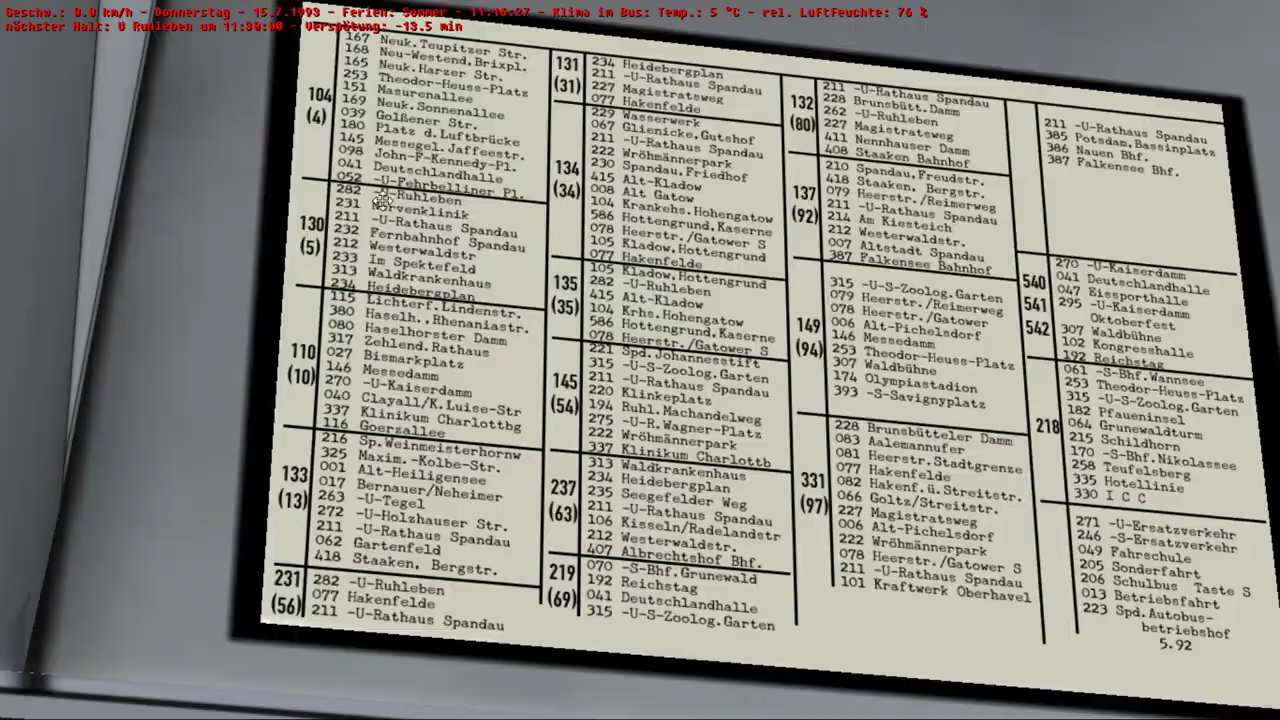 Geschw.: 0.0 km/h - Donnerstag - 15.7.1993 - Ferien: Sommer - 11:16:27 - Klima im Bus: Temp.: 5 °C - rel. Luftfeuchte: 76 %
nächster Halt: U Ruhleben um 11:30:00 - Verspätung: -13.5 min
104
(4)
167 Neuk.Teupitzer Str.
168 Neu-Westend,Brixpl.
165 Neuk.Harzer Str.
253 Theodor-Heuss-Platz
151 Masurenallee
169 Neuk.Sonnenallee
039 Golßener Str.
180 Platz d.Luftbrücke
145 Messegel.Jaffeestr.
098 John-F-Kennedy-Pl.
041 Deutschlandhalle
052 -U-Fehrbelliner Pl.
130
(5)
282 -U-Ruhleben
231 Nervenklinik
211 -U-Rathaus Spandau
232 Fernbahnhof Spandau
212 Westerwaldstr
233 Im Spektefeld
313 Waldkrankenhaus
234 Heidebergplan
110
(10)
115 Lichterf.Lindenstr.
380 Haselh.,Rhenaniastr.
080 Haselhorster Damm
317 Zehlend.Rathaus
027 Bismarkplatz
146 Messedamm
270 -U-Kaiserdamm
040 Clayall/K.Luise-Str
337 Klinikum Charlottbg
116 Goerzallee
133
(13)
216 Sp.Weinmeisterhornw
325 Maxim.-Kolbe-Str.
001 Alt-Heiligensee
017 Bernauer/Neheimer
263 -U-Tegel
272 -U-Holzhauser Str.
211 -U-Rathaus Spandau
062 Gartenfeld
418 Staaken, Bergstr.
231
(56)
282 -U-Ruhleben
077 Hakenfelde
211 -U-Rathaus Spandau
131
(31)
234 Heidebergplan
211 -U-Rathaus Spandau
227 Magistratsweg
077 Hakenfelde
134
(34)
229 Wasserwerk
067 Glienicke,Gutshof
211 -U-Rathaus Spandau
222 Wröhmännerpark
230 Spandau,Friedhof
415 Alt-Kladow
008 Alt Gatow
104 Krankehs.Hohengatow
586 Hottengrund,Kaserne
078 Heerstr./Gatower S
105 Kladow,Hottengrund
077 Hakenfelde
135
(35)
105 Kladow,Hottengrund
282 -U-Ruhleben
415 Alt-Kladow
104 Krhs.Hohengatow
586 Hottengrund,Kaserne
078 Heerstr./Gatower S
145
(54)
221 Spd.Johannesstift
315 -U-S-Zoolog.Garten
211 -U-Rathaus Spandau
220 Klinkeplatz
194 Ruhl.Machandelweg
275 -U-R.Wagner-Platz
222 Wröhmännerpark
337 Klinikum Charlottb
237
(63)
313 Waldkrankenhaus
234 Heidebergplan
235 Seegefelder Weg
211 -U-Rathaus Spandau
106 Kisseln/Radelandstr
212 Westerwaldstr.
407 Albrechtshof Bhf.
219
(69)
070 -S-Bhf.Grunewald
192 Reichstag
041 Deutschlandhalle
315 -U-S-Zoolog.Garten
132
(80)
211 -U-Rathaus Spandau
228 Brunsbütt.Damm
262 -U-Ruhleben
227 Magistratsweg
411 Nennhauser Damm
408 Staaken Bahnhof
137
(92)
210 Spandau,Freudstr.
418 Staaken, Bergstr.
079 Heerstr./Reimerweg
211 -U-Rathaus Spandau
214 Am Kiesteich
212 Westerwaldstr.
007 Altstadt Spandau
387 Falkensee Bahnhof
149
(94)
315 -U-S-Zoolog.Garten
079 Heerstr./Reimerweg
078 Heerstr./Gatower
006 Alt-Pichelsdorf
146 Messedamm
253 Theodor-Heuss-Platz
307 Waldbühne
174 Olympiastadion
393 -S-Savignyplatz
331
(97)
228 Brunsbütteler Damm
083 Aalemannufer
081 Heerstr.Stadtgrenze
077 Hakenfelde
082 Hakenf.ü.Streitstr.
066 Goltz/Streitstr.
227 Magistratsweg
006 Alt-Pichelsdorf
222 Wröhmännerpark
078 Heerstr./Gatower S
211 -U-Rathaus Spandau
101 Kraftwerk Oberhavel
211 -U-Rathaus Spandau
385 Potsdam,Bassinplatz
386 Nauen Bhf.
387 Falkensee Bhf.
540
541
542
270 -U-Kaiserdamm
041 Deutschlandhalle
047 Eissporthalle
295 -U-Kaiserdamm
Oktoberfest
307 Waldbühne
102 Kongresshalle
192 Reichstag
218
061 -S-Bhf.Wannsee
253 Theodor-Heuss-Platz
315 -U-S-Zoolog.Garten
182 Pfaueninsel
064 Grunewaldturm
215 Schildhorn
170 -S-Bhf.Nikolassee
258 Teufelsberg
335 Hotellinie
330 I C C
271 -U-Ersatzverkehr
246 -S-Ersatzverkehr
049 Fahrschule
205 Sonderfahrt
206 Schulbus Taste S
013 Betriebsfahrt
223 Spd.Autobus-
betriebshof
5.92